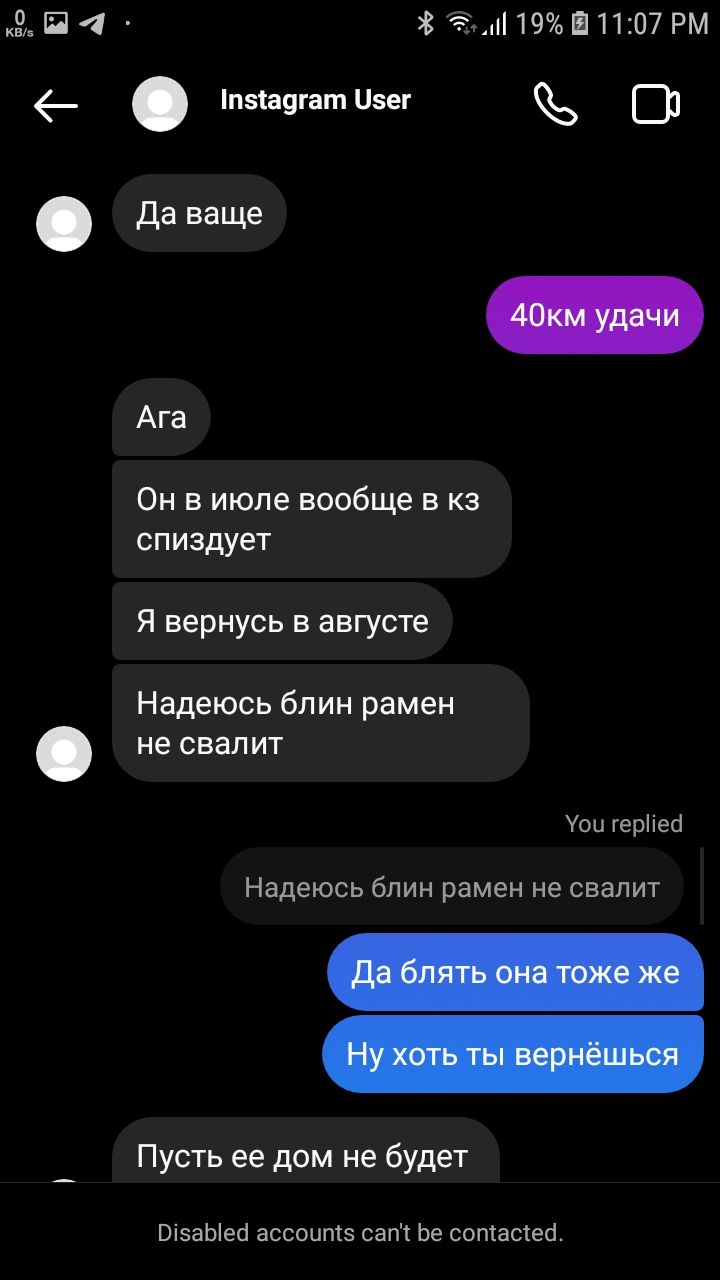 0
KB/s
19%
11:07 PM
Instagram User
Да ваще
40км удачи
Ага
Он в июле вообще в кз
спиздует
Я вернусь в августе
Надеюсь блин рамен
не свалит
You replied
Надеюсь блин рамен не свалит
Да блять она тоже же
Ну хоть ты вернёшься
Пусть ее дом не будет
Disabled accounts can't be contacted.